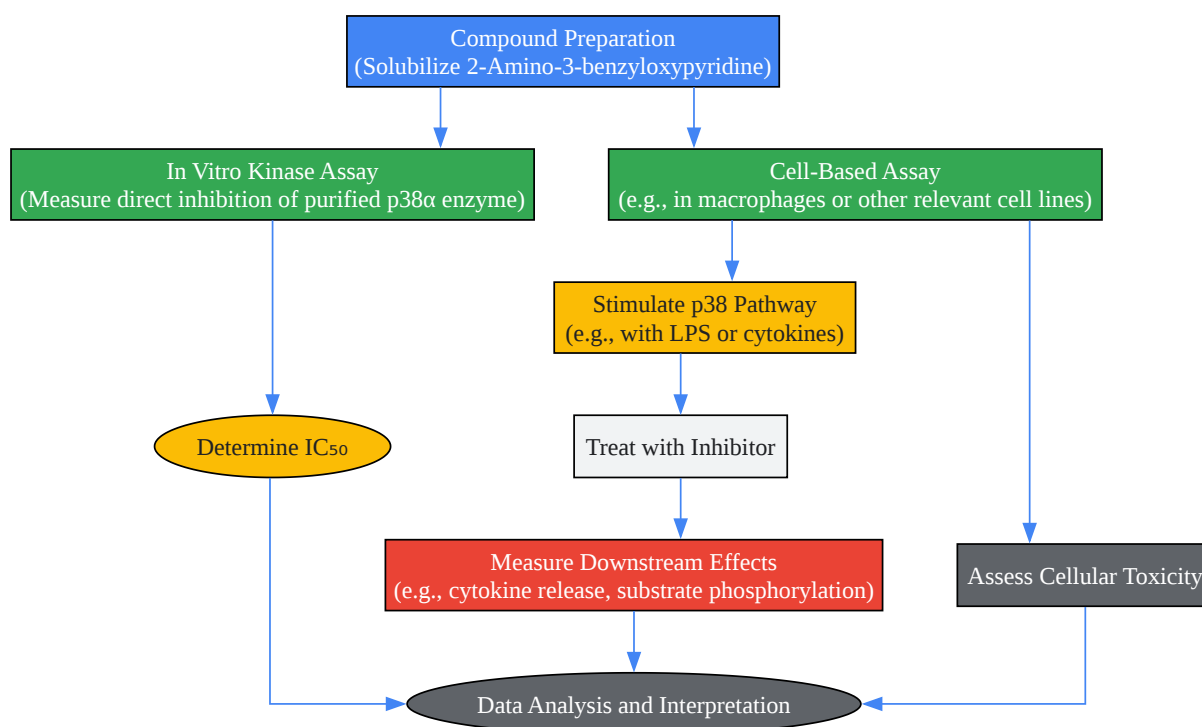 Compound Preparation
(Solubilize 2-Amino-3-benzyloxypyridine)
In Vitro Kinase Assay
(Measure direct inhibition of purified p38α enzyme)
Cell-Based Assay
(e.g., in macrophages or other relevant cell lines)
Stimulate p38 Pathway
(e.g., with LPS or cytokines)
Determine IC₅₀
Treat with Inhibitor
Measure Downstream Effects
(e.g., cytokine release, substrate phosphorylation)
Assess Cellular Toxicity
Data Analysis and Interpretation